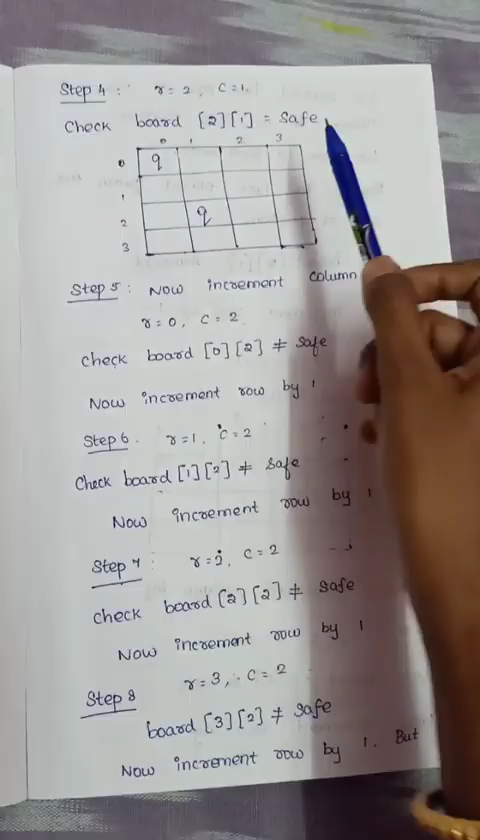 Step 4 : r = 2, C = 1.
Check board [2][1] = Safe
0 1 2 3
0 q
1
2 q
3
Step 5 : Now increment column
r = 0, C = 2.
Check board [0][2] ≠ Safe
Now increment row by 1
Step 6. r = 1, C = 2
Check board [1][2] ≠ Safe
Now increment row by 1
Step 7 : r = 2, C = 2
Check board [2][2] ≠ Safe
Now increment row by 1
Step 8 r = 3, C = 2
board [3][2] ≠ Safe
Now increment row by 1. But